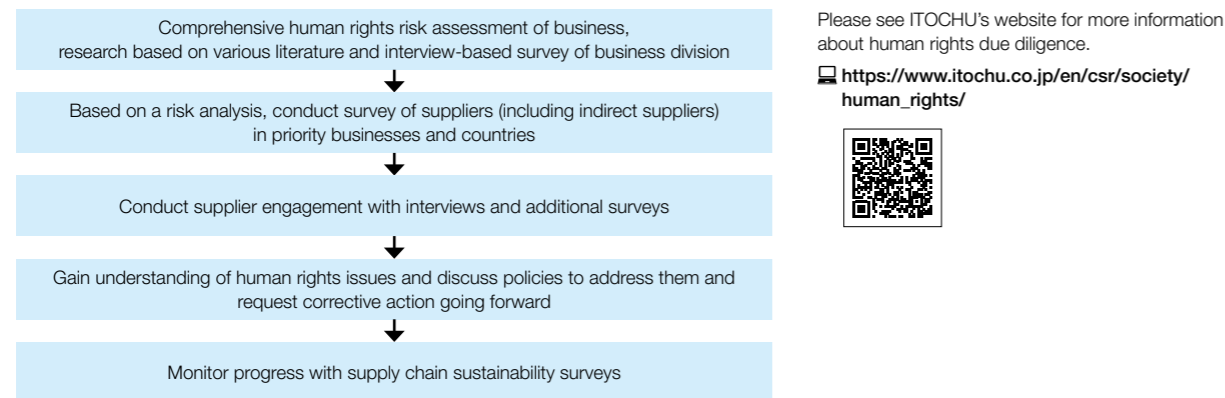 Comprehensive human rights risk assessment of business,
research based on various literature and interview-based survey of business division
Based on a risk analysis, conduct survey of suppliers (including indirect suppliers)
in priority businesses and countries
Conduct supplier engagement with interviews and additional surveys
Gain understanding of human rights issues and discuss policies to address them and
request corrective action going forward
Monitor progress with supply chain sustainability surveys
Please see ITOCHU's website for more information
about human rights due diligence.
https://www.itochu.co.jp/en/csr/society/
human_rights/